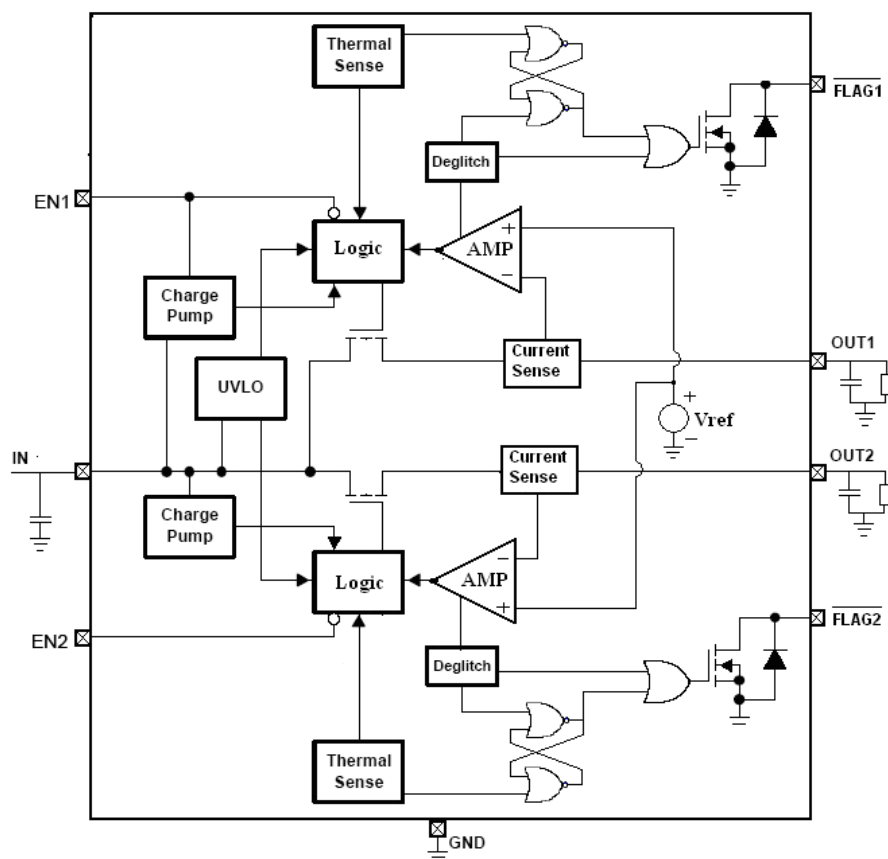 Thermal
Sense
FLAG1
Deglitch
EN1
+
AMP
−
Logic
Charge
Pump
Current
Sense
OUT1
UVLO
+
Vref
−
IN
OUT2
Current
Sense
Charge
Pump
Logic
−
AMP
+
EN2
FLAG2
Deglitch
Thermal
Sense
GND